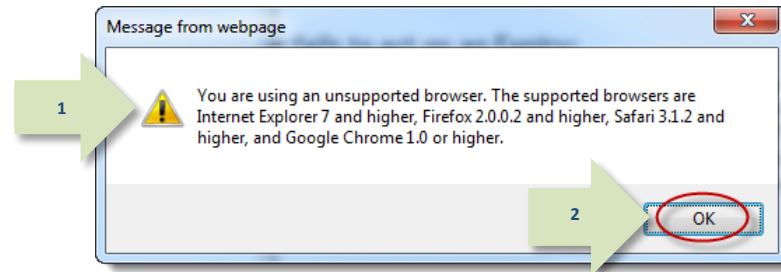 Message from webpage
1
You are using an unsupported browser. The supported browsers are
Internet Explorer 7 and higher, Firefox 2.0.0.2 and higher, Safari 3.1.2 and
higher, and Google Chrome 1.0 or higher.
2
OK